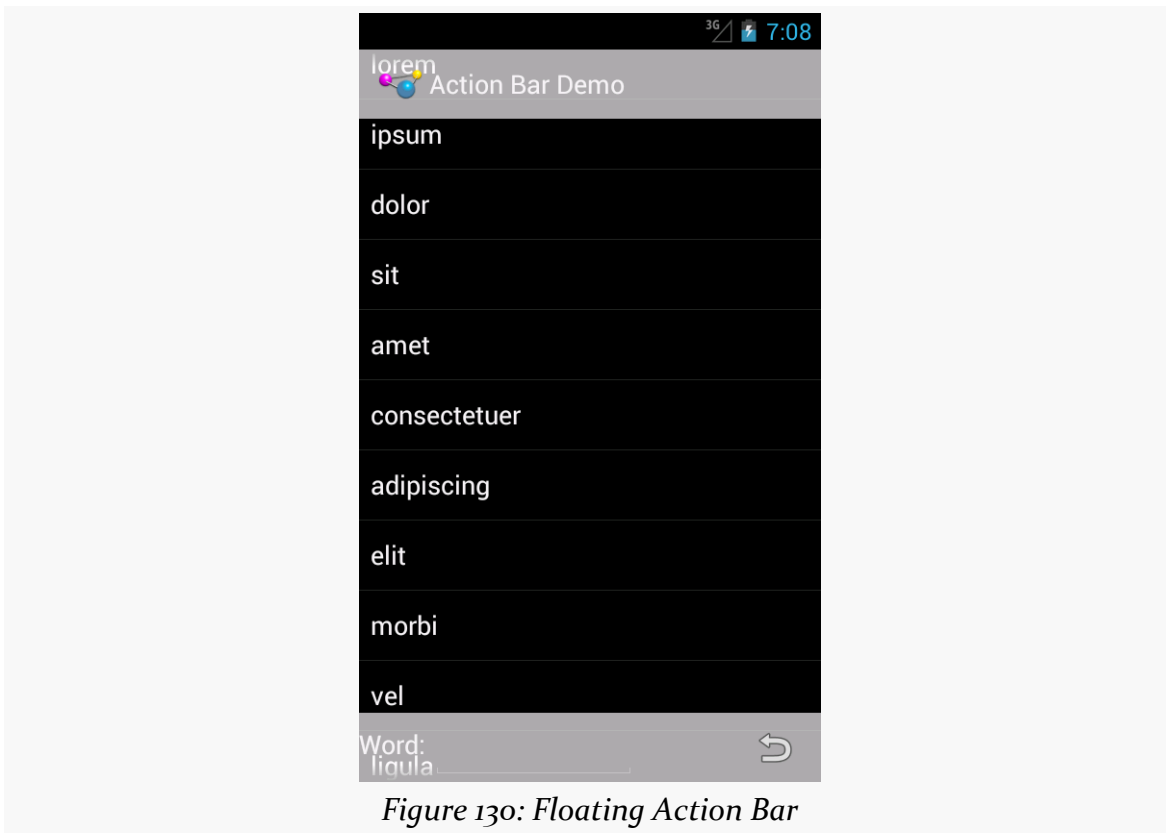 3G 7:08
lorem
Action Bar Demo
ipsum
dolor
sit
amet
consectetuer
adipiscing
elit
morbi
vel
Word:
ligula
Figure 130: Floating Action Bar